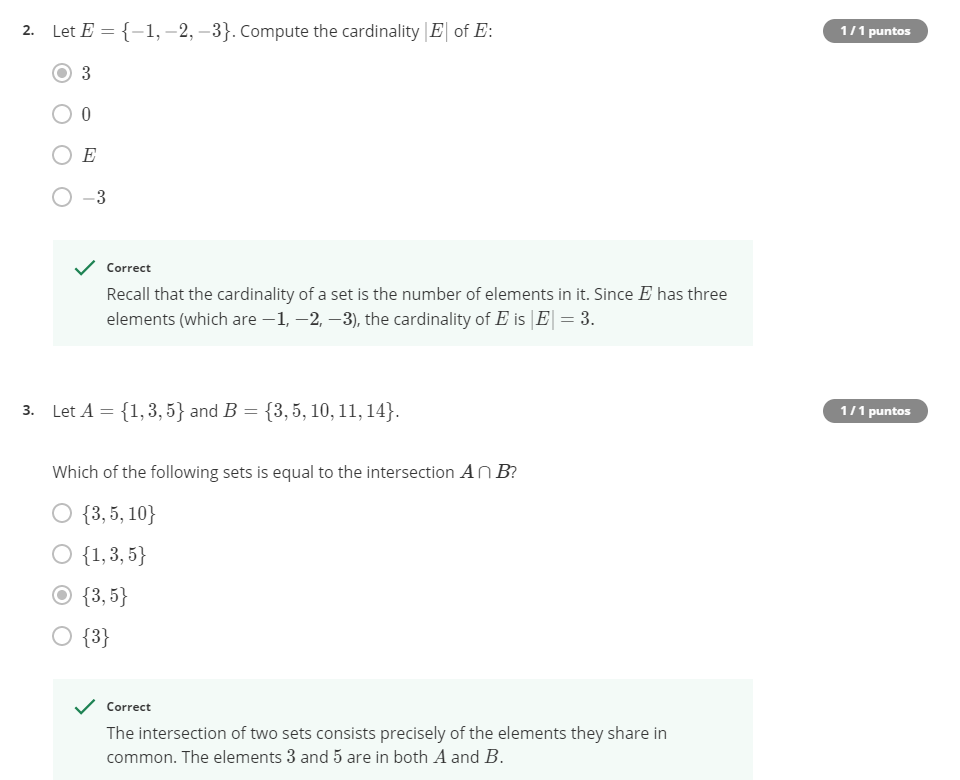 2. Let E = {−1, −2, −3}. Compute the cardinality |E| of E:
1 / 1 puntos
3
0
E
−3
Correct
Recall that the cardinality of a set is the number of elements in it. Since E has three
elements (which are −1, −2, −3), the cardinality of E is |E| = 3.
3. Let A = {1, 3, 5} and B = {3, 5, 10, 11, 14}.
1 / 1 puntos
Which of the following sets is equal to the intersection A ∩ B?
{3, 5, 10}
{1, 3, 5}
{3, 5}
{3}
Correct
The intersection of two sets consists precisely of the elements they share in
common. The elements 3 and 5 are in both A and B.